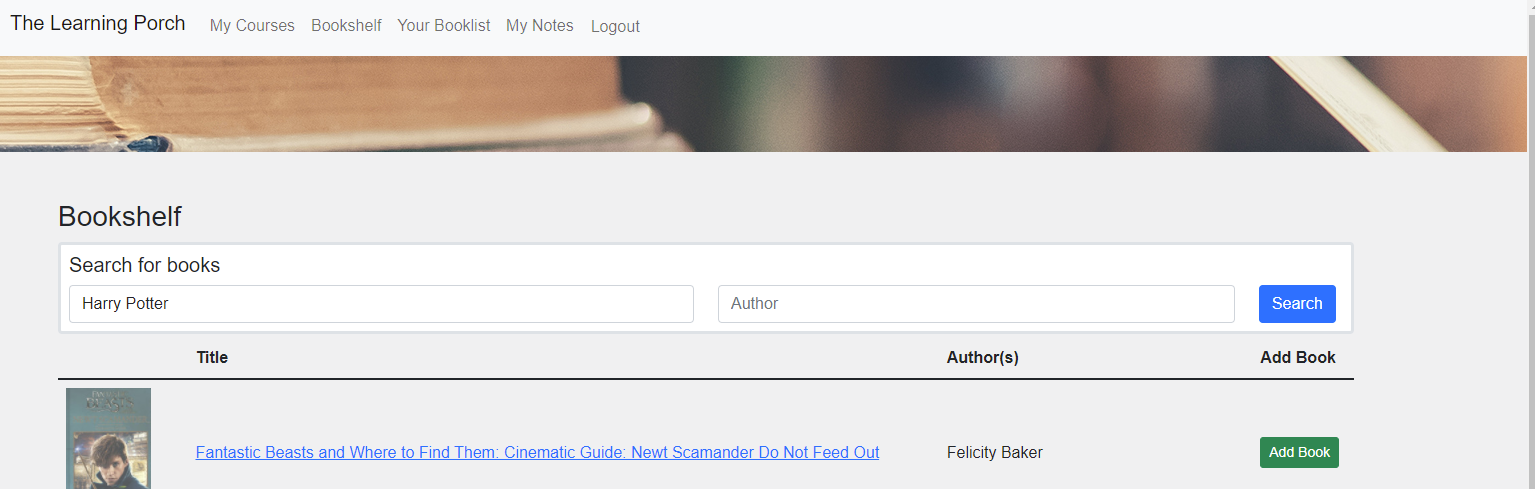 The Learning Porch My Courses Bookshelf Your Booklist My Notes Logout
Bookshelf
Search for books
Harry Potter Author Search
Title Author(s) Add Book
Fantastic Beasts and Where to Find Them: Cinematic Guide: Newt Scamander Do Not Feed Out Felicity Baker Add Book